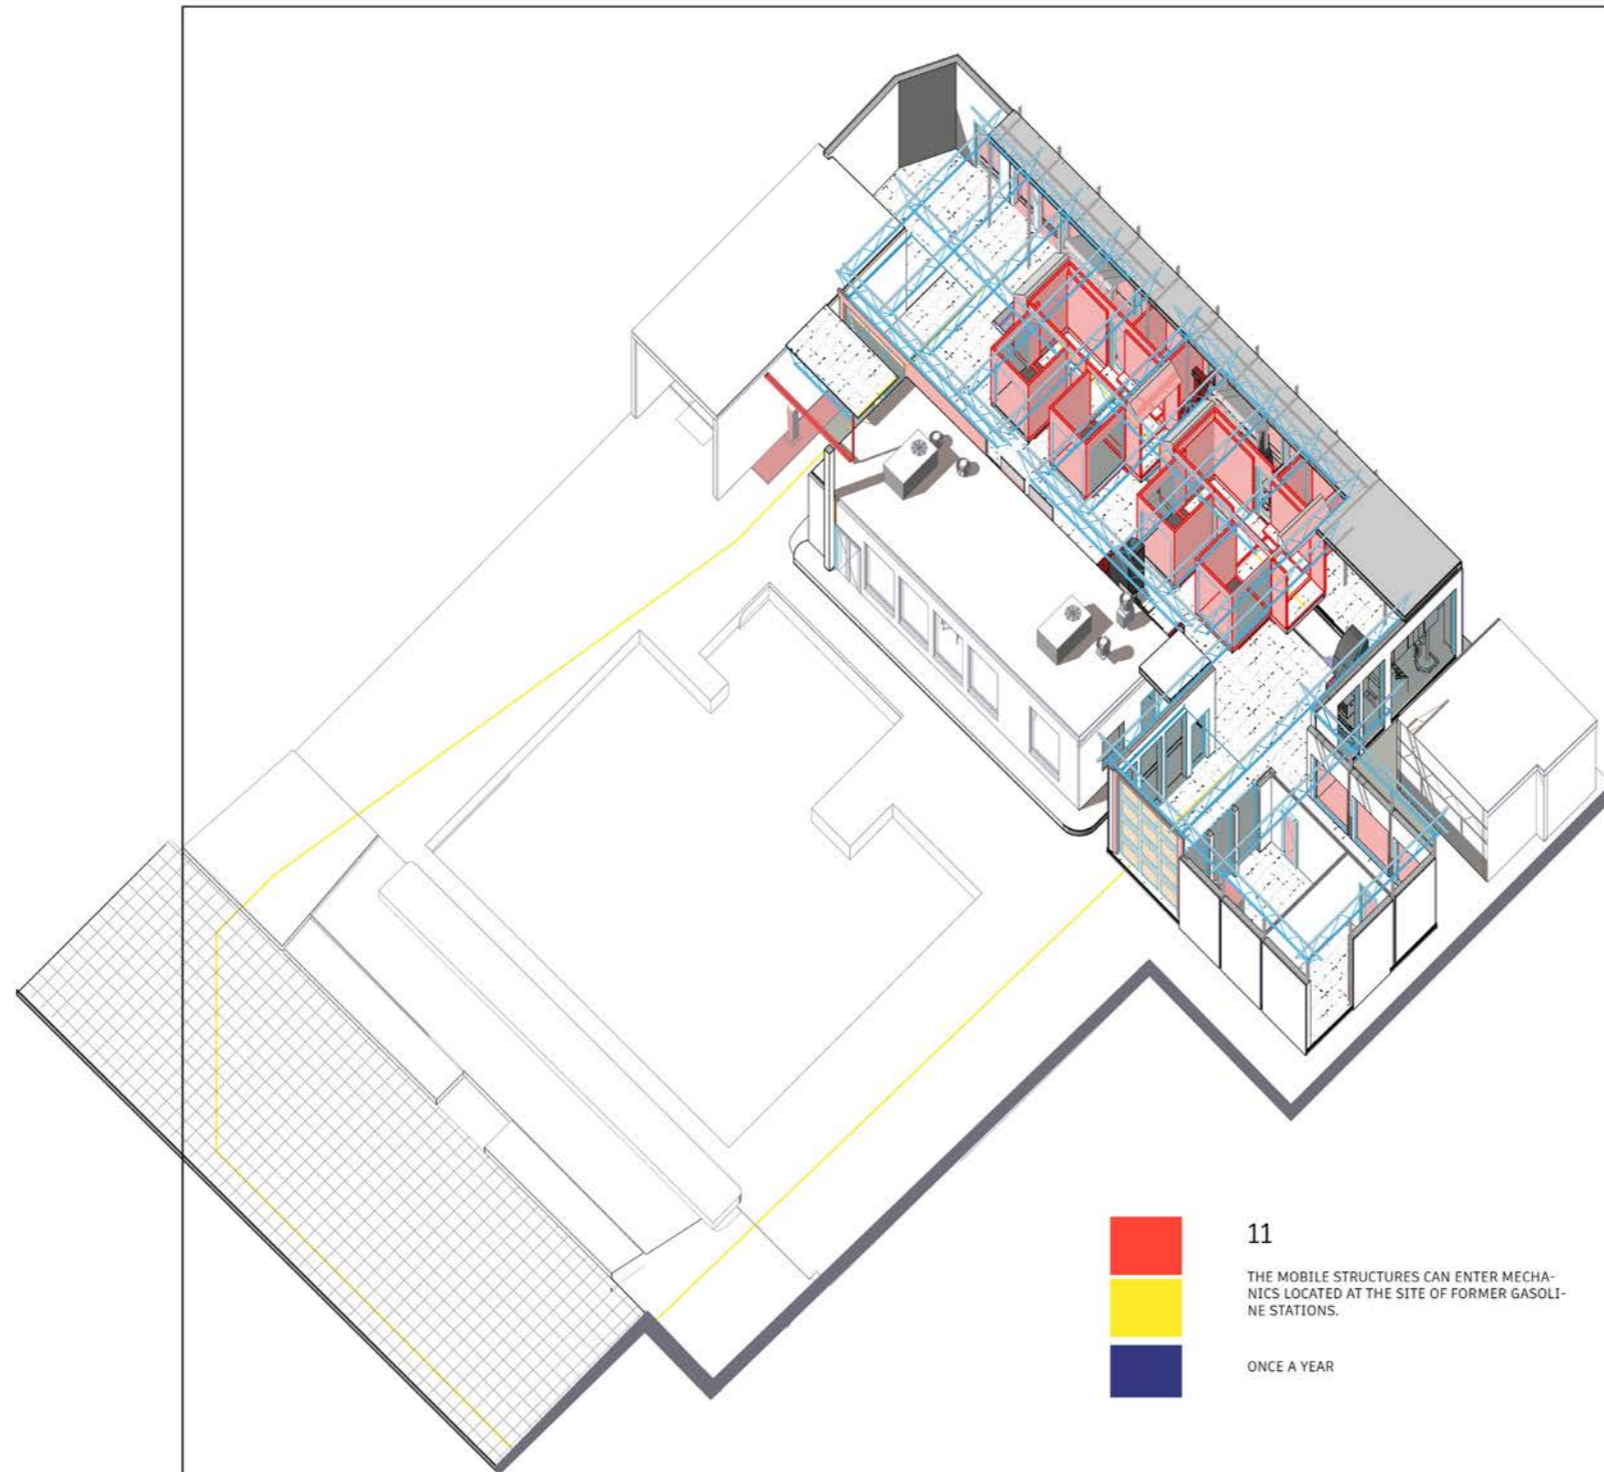 11
THE MOBILE STRUCTURES CAN ENTER MECHA-
NICS LOCATED AT THE SITE OF FORMER GASOLI-
NE STATIONS.
ONCE A YEAR